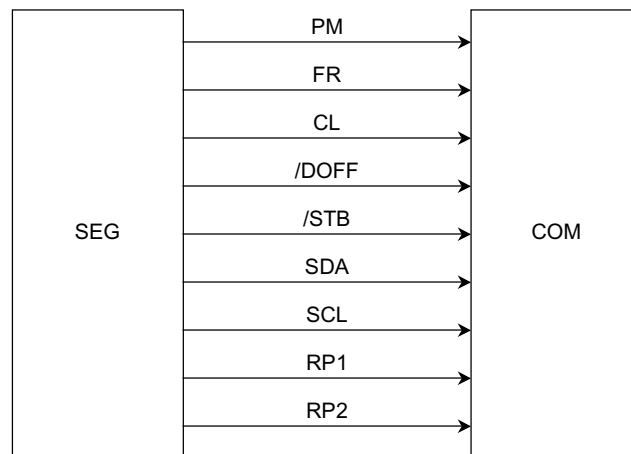 PM
FR
CL
/DOFF
/STB
SEG
COM
SDA
SCL
RP1
RP2